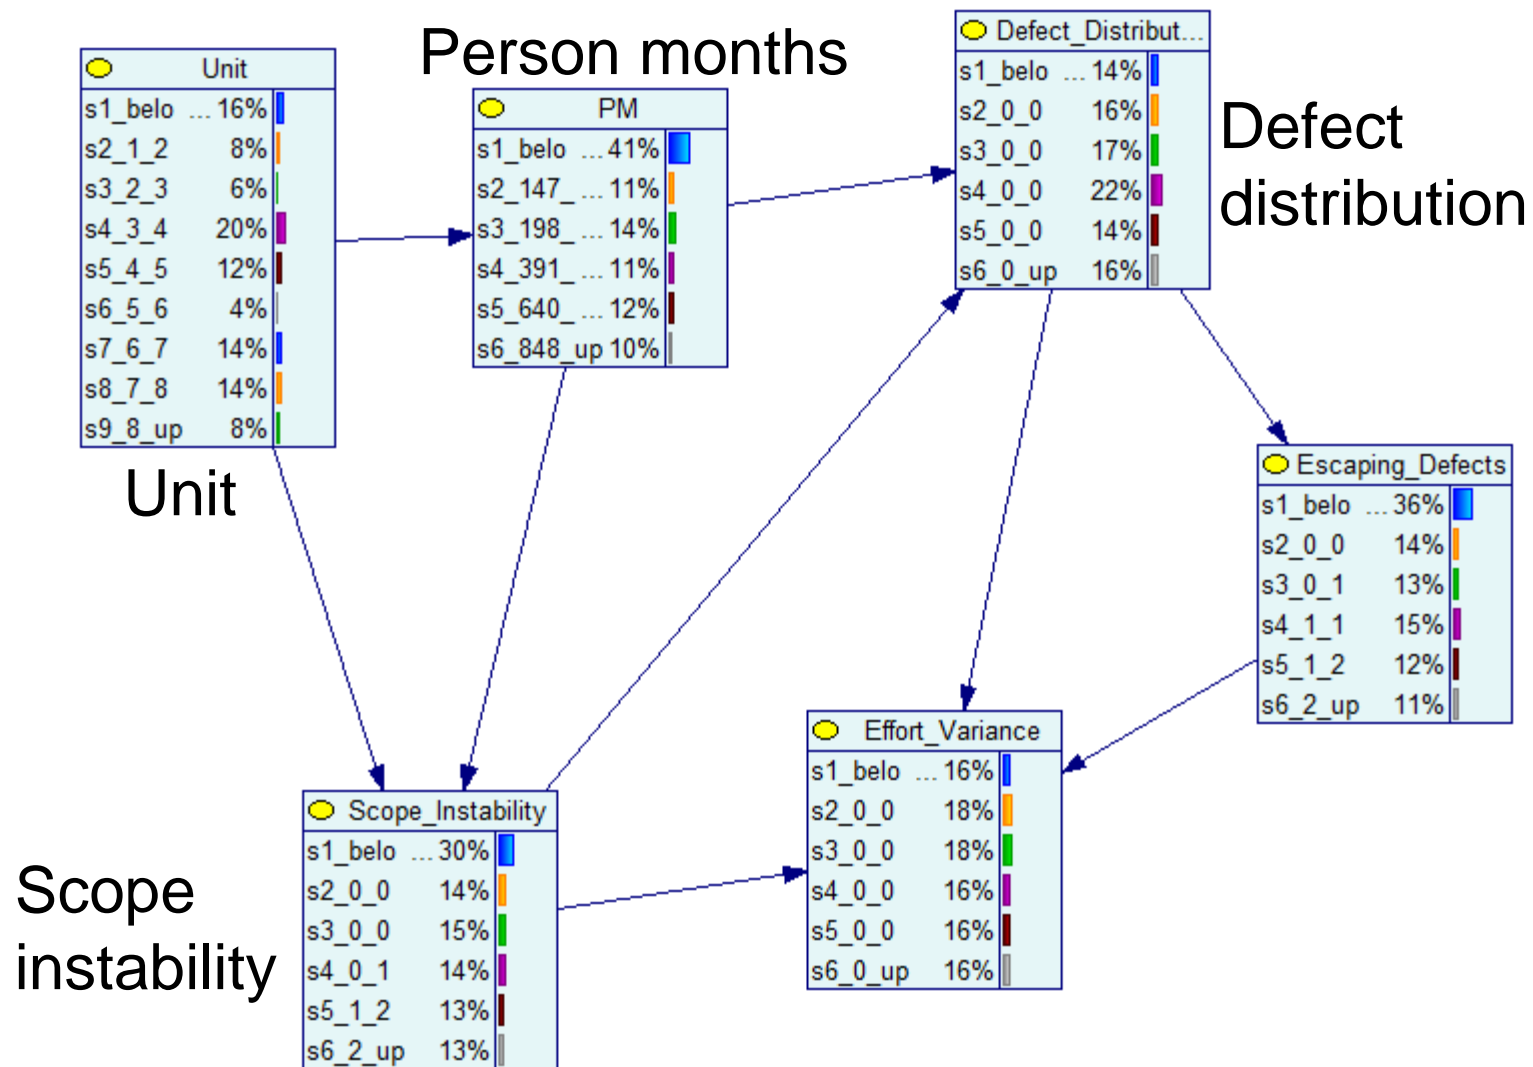 Unit
s1_belo ... 16%
s2_1_2 8%
s3_2_3 6%
s4_3_4 20%
s5_4_5 12%
s6_5_6 4%
s7_6_7 14%
s8_7_8 14%
s9_8_up 8%
Unit
Person months
PM
s1_belo ... 41%
s2_147_ ... 11%
s3_198_ ... 14%
s4_391_ ... 11%
s5_640_ ... 12%
s6_848_up 10%
Defect_Distribut...
s1_belo ... 14%
s2_0_0 16%
s3_0_0 17%
s4_0_0 22%
s5_0_0 14%
s6_0_up 16%
Defect
distribution
Escaping_Defects
s1_belo ... 36%
s2_0_0 14%
s3_0_1 13%
s4_1_1 15%
s5_1_2 12%
s6_2_up 11%
Effort_Variance
s1_belo ... 16%
s2_0_0 18%
s3_0_0 18%
s4_0_0 16%
s5_0_0 16%
s6_0_up 16%
Scope_Instability
s1_belo ... 30%
s2_0_0 14%
s3_0_0 15%
s4_0_1 14%
s5_1_2 13%
s6_2_up 13%
Scope
instability